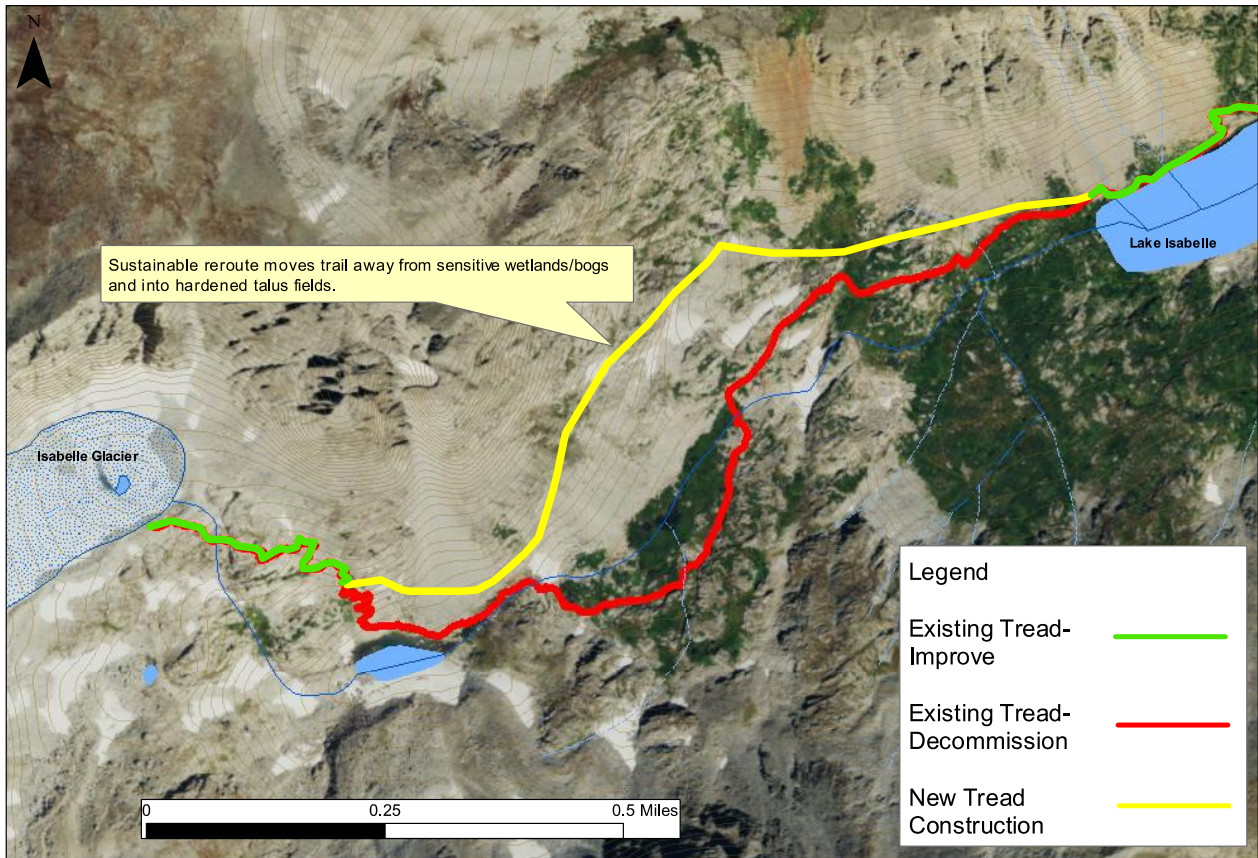 N
Lake Isabelle
Sustainable reroute moves trail away from sensitive wetlands/bogs
and into hardened talus fields.
Isabelle Glacier
Legend
Existing Tread-
Improve
Existing Tread-
Decommission
New Tread
Construction
0 0.25 0.5 Miles